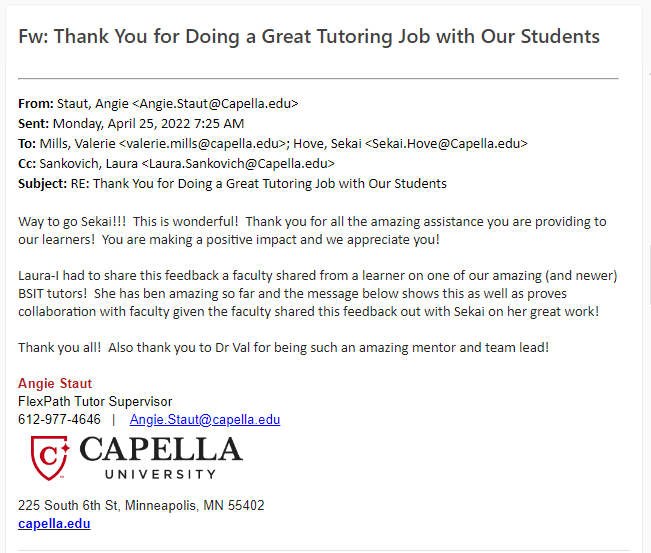 Fw: Thank You for Doing a Great Tutoring Job with Our Students
From: Staut, Angie <Angie.Staut@Capella.edu>
Sent: Monday, April 25, 2022 7:25 AM
To: Mills, Valerie <valerie.mills@capella.edu>; Hove, Sekai <Sekai.Hove@Capella.edu>
Cc: Sankovich, Laura <Laura.Sankovich@Capella.edu>
Subject: RE: Thank You for Doing a Great Tutoring Job with Our Students
Way to go Sekai!!!  This is wonderful!  Thank you for all the amazing assistance you are providing to
our learners!  You are making a positive impact and we appreciate you!
Laura-I had to share this feedback a faculty shared from a learner on one of our amazing (and newer)
BSIT tutors!  She has ben amazing so far and the message below shows this as well as proves
collaboration with faculty given the faculty shared this feedback out with Sekai on her great work!
Thank you all!  Also thank you to Dr Val for being such an amazing mentor and team lead!
Angie Staut
FlexPath Tutor Supervisor
612-977-4646   |   Angie.Staut@capella.edu
C CAPELLA
UNIVERSITY
225 South 6th St, Minneapolis, MN 55402
capella.edu